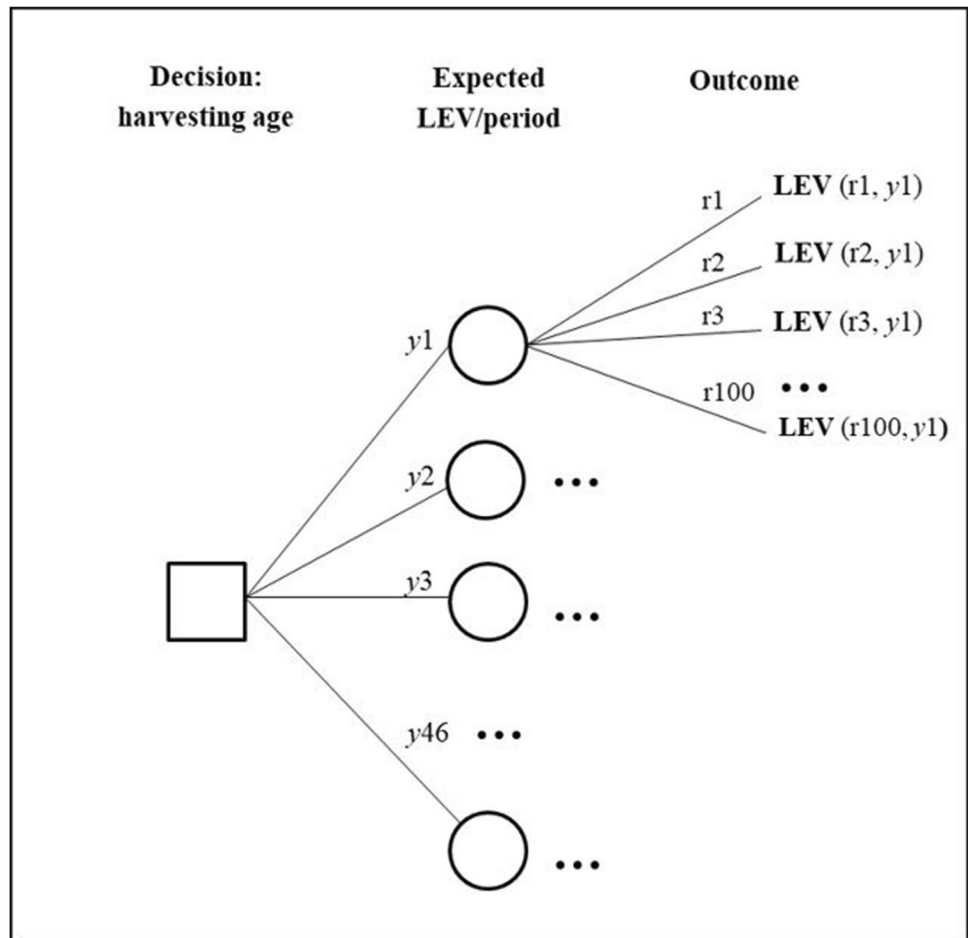 Decision:
harvesting age
Expected
LEV/period
Outcome
r1
LEV (r1, y1)
r2
LEV (r2, y1)
r3
LEV (r3, y1)
r100
•••
LEV (r100, y1)
y1
y2
•••
y3
•••
y46
•••
•••